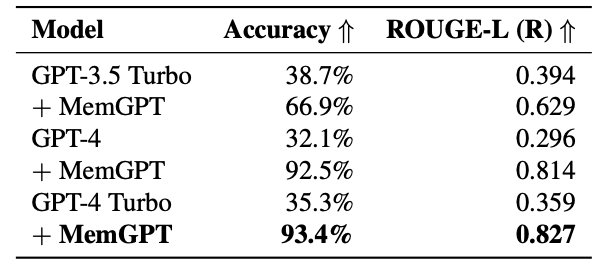 Model Accuracy ⇑ ROUGE-L (R) ⇑
GPT-3.5 Turbo 38.7% 0.394
+ MemGPT 66.9% 0.629
GPT-4 32.1% 0.296
+ MemGPT 92.5% 0.814
GPT-4 Turbo 35.3% 0.359
+ MemGPT 93.4% 0.827